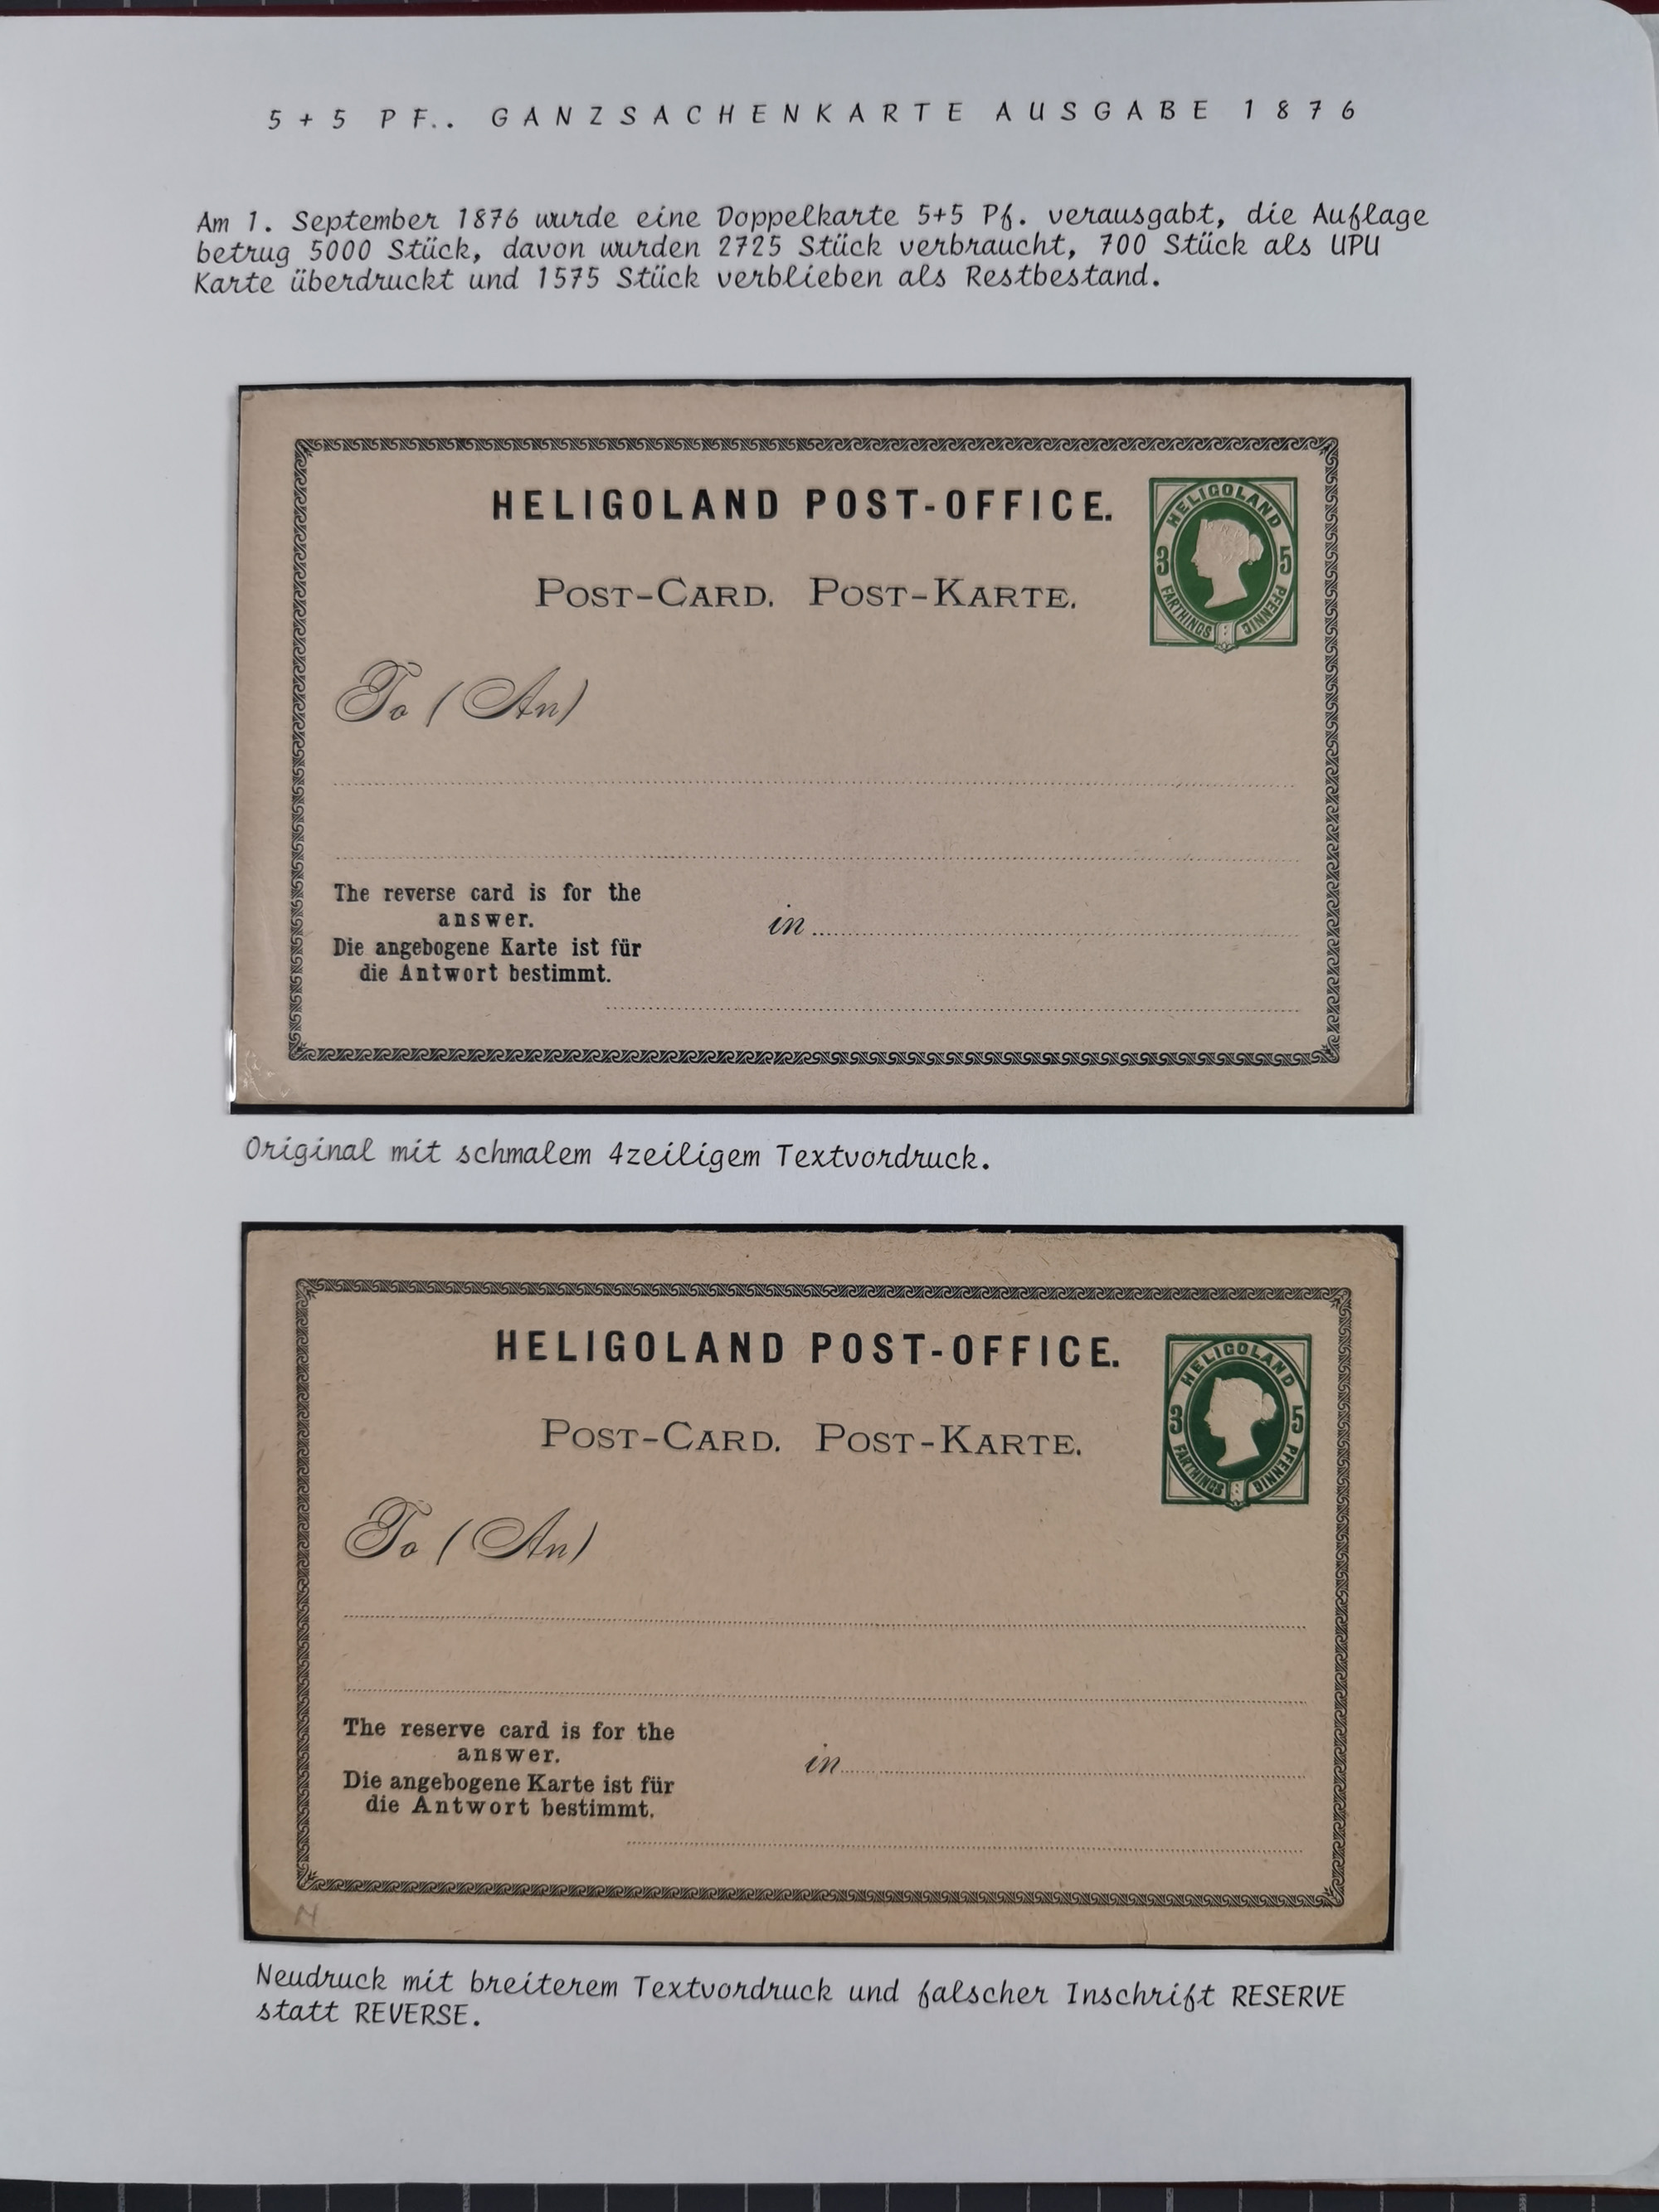 5 + 5 PF.. GANZSACHENKARTE AUSGABE 1876
Am 1. September 1876 wurde eine Doppelkarte 5+5 Pf. verausgabt, die Auflage
betrug 5000 Stück, davon wurden 2725 Stück verbraucht, 700 Stück als UPU
Karte überdruckt und 1575 Stück verblieben als Restbestand.
HELIGOLAND POST-OFFICE.
HELIGOLAND
3 5
FARTHINGS PFENNIG
POST-CARD. POST-KARTE.
To (An)
The reverse card is for the
answer.
Die angebogene Karte ist für
die Antwort bestimmt.
in
Original mit schmalem 4zeiligem Textvordruck.
HELIGOLAND POST-OFFICE.
HELIGOLAND
3 5
FARTHINGS PFENNIG
POST-CARD. POST-KARTE.
To (An)
The reserve card is for the
answer.
Die angebogene Karte ist für
die Antwort bestimmt.
in
N
Neudruck mit breiterem Textvordruck und falscher Inschrift RESERVE
statt REVERSE.